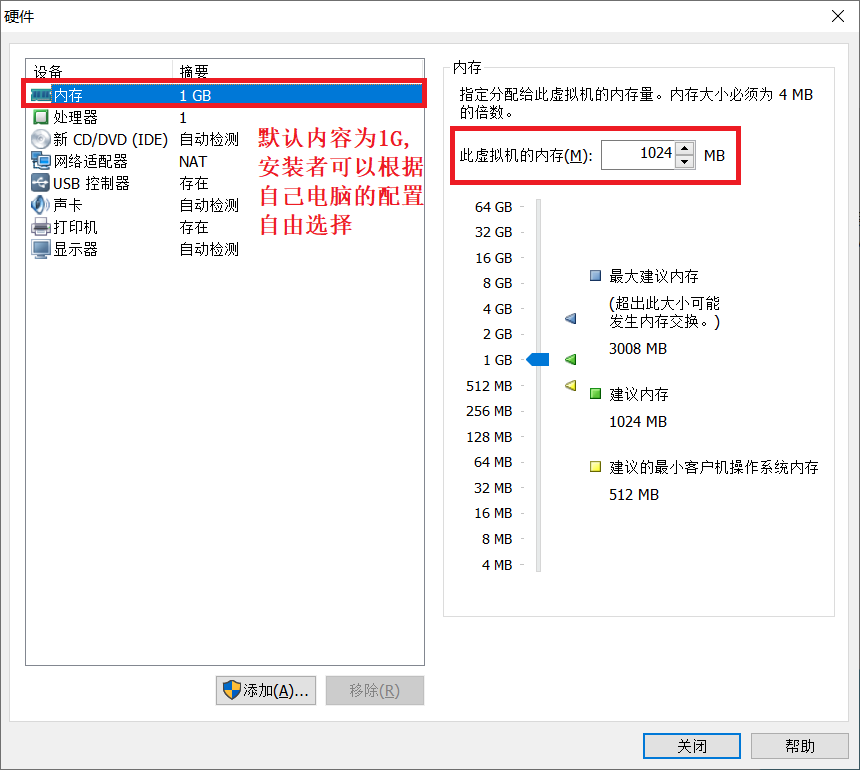 硬件
设备 摘要
内存 1 GB
处理器 1
新 CD/DVD (IDE) 自动检测
网络适配器 NAT
USB 控制器 存在
声卡 自动检测
打印机 存在
显示器 自动检测
默认内容为1G,
安装者可以根据
自己电脑的配置
自由选择
添加(A)... 移除(R)
内存
指定分配给此虚拟机的内存量。内存大小必须为 4 MB
的倍数。
此虚拟机的内存(M): 1024 MB
64 GB
32 GB
16 GB
8 GB
4 GB
2 GB
1 GB
512 MB
256 MB
128 MB
64 MB
32 MB
16 MB
8 MB
4 MB
最大建议内存
(超出此大小可能
发生内存交换。)
3008 MB
建议内存
1024 MB
建议的最小客户机操作系统内存
512 MB
关闭 帮助